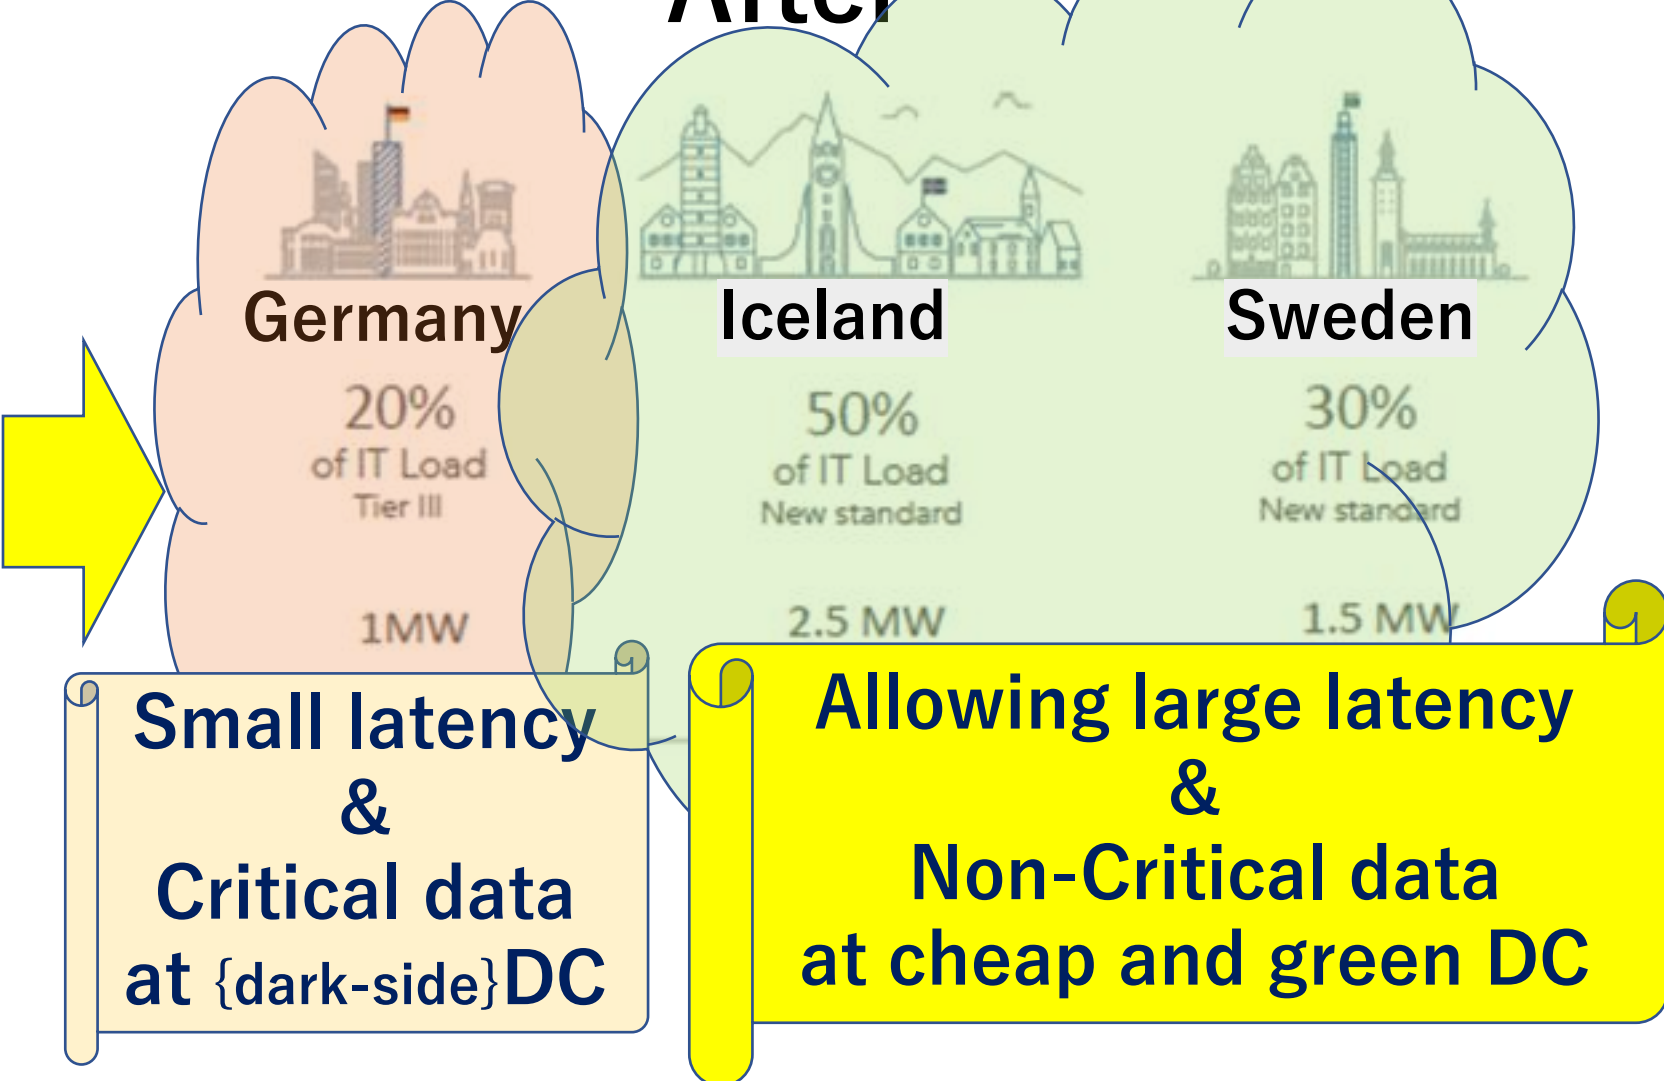 After
Germany
Iceland
Sweden
20%
of IT Load
Tier III
50%
of IT Load
New standard
30%
of IT Load
New standard
1MW
2.5 MW
1.5 MW
Small latency
&
Critical data
at {dark-side}DC
Allowing large latency
&
Non-Critical data
at cheap and green DC